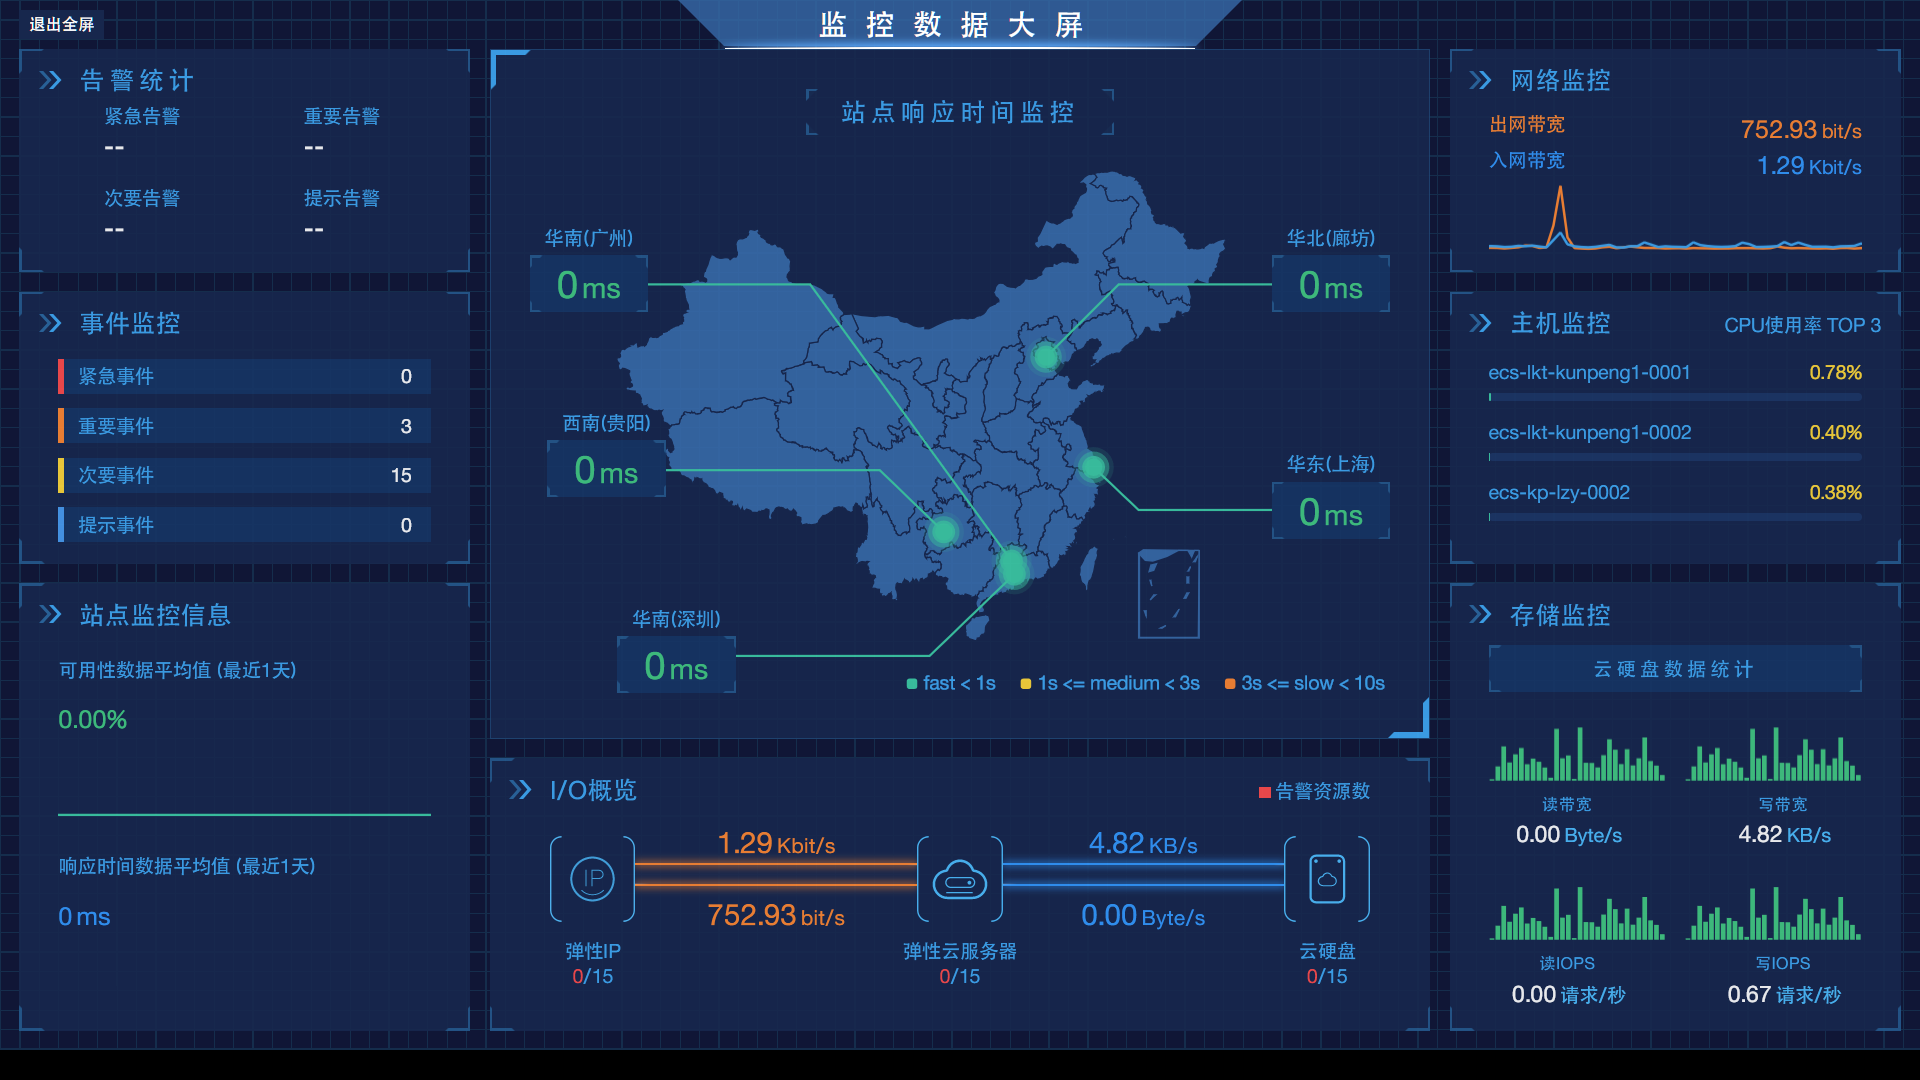 退出全屏
监控数据大屏
告警统计
紧急告警 重要告警
-- --
次要告警 提示告警
-- --
事件监控
紧急事件 0
重要事件 3
次要事件 15
提示事件 0
站点监控信息
可用性数据平均值 (最近1天)
0.00%
响应时间数据平均值 (最近1天)
0 ms
站点响应时间监控
华南(广州)
0 ms
华北(廊坊)
0 ms
西南(贵阳)
0 ms
华东(上海)
0 ms
华南(深圳)
0 ms
fast < 1s 1s <= medium < 3s 3s <= slow < 10s
I/O概览
告警资源数
1.29 Kbit/s 4.82 KB/s
IP
752.93 bit/s 0.00 Byte/s
弹性IP 弹性云服务器 云硬盘
0/15 0/15 0/15
网络监控
出网带宽 752.93 bit/s
入网带宽 1.29 Kbit/s
主机监控 CPU使用率 TOP 3
ecs-lkt-kunpeng1-0001 0.78%
ecs-lkt-kunpeng1-0002 0.40%
ecs-kp-lzy-0002 0.38%
存储监控
云硬盘数据统计
读带宽 写带宽
0.00 Byte/s 4.82 KB/s
读IOPS 写IOPS
0.00 请求/秒 0.67 请求/秒